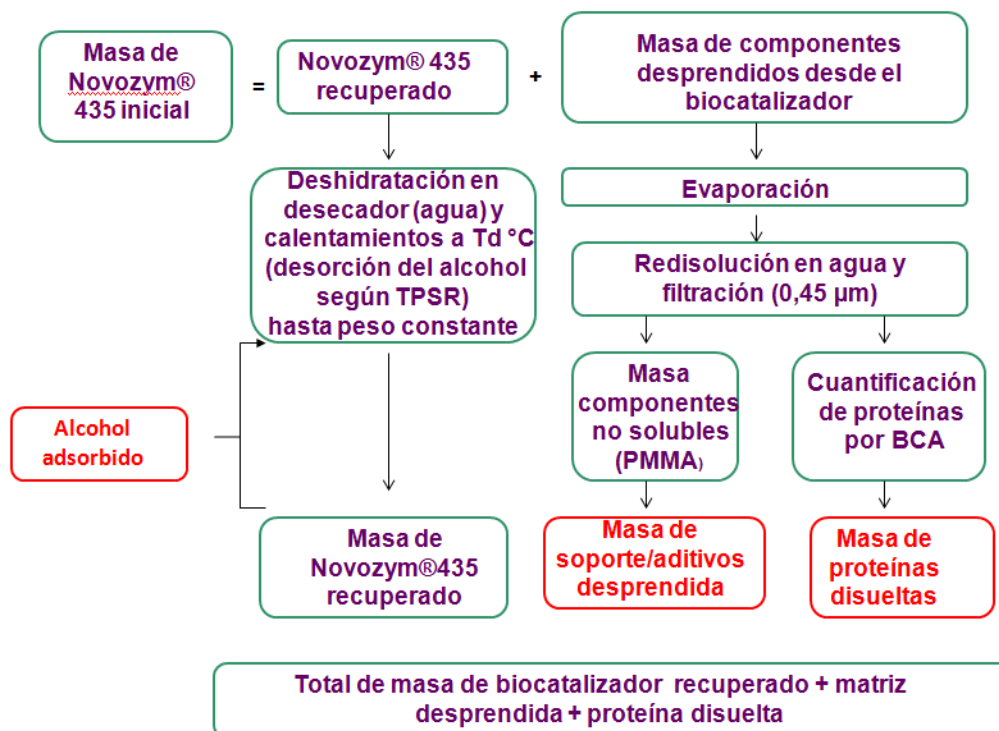 Masa de
Novozym®
435 inicial
=
Novozym® 435
recuperado
+
Masa de componentes
desprendidos desde el
biocatalizador
Deshidratación en
desecador (agua) y
calentamientos a Td °C
(desorción del alcohol
según TPSR)
hasta peso constante
Evaporación
Redisolución en agua y
filtración (0,45 µm)
Masa
componentes
no solubles
(PMMA)
Cuantificación
de proteínas
por BCA
Alcohol
adsorbido
Masa de
Novozym®435
recuperado
Masa de
soporte/aditivos
desprendida
Masa de
proteínas
disueltas
Total de masa de biocatalizador recuperado + matriz
desprendida + proteína disuelta